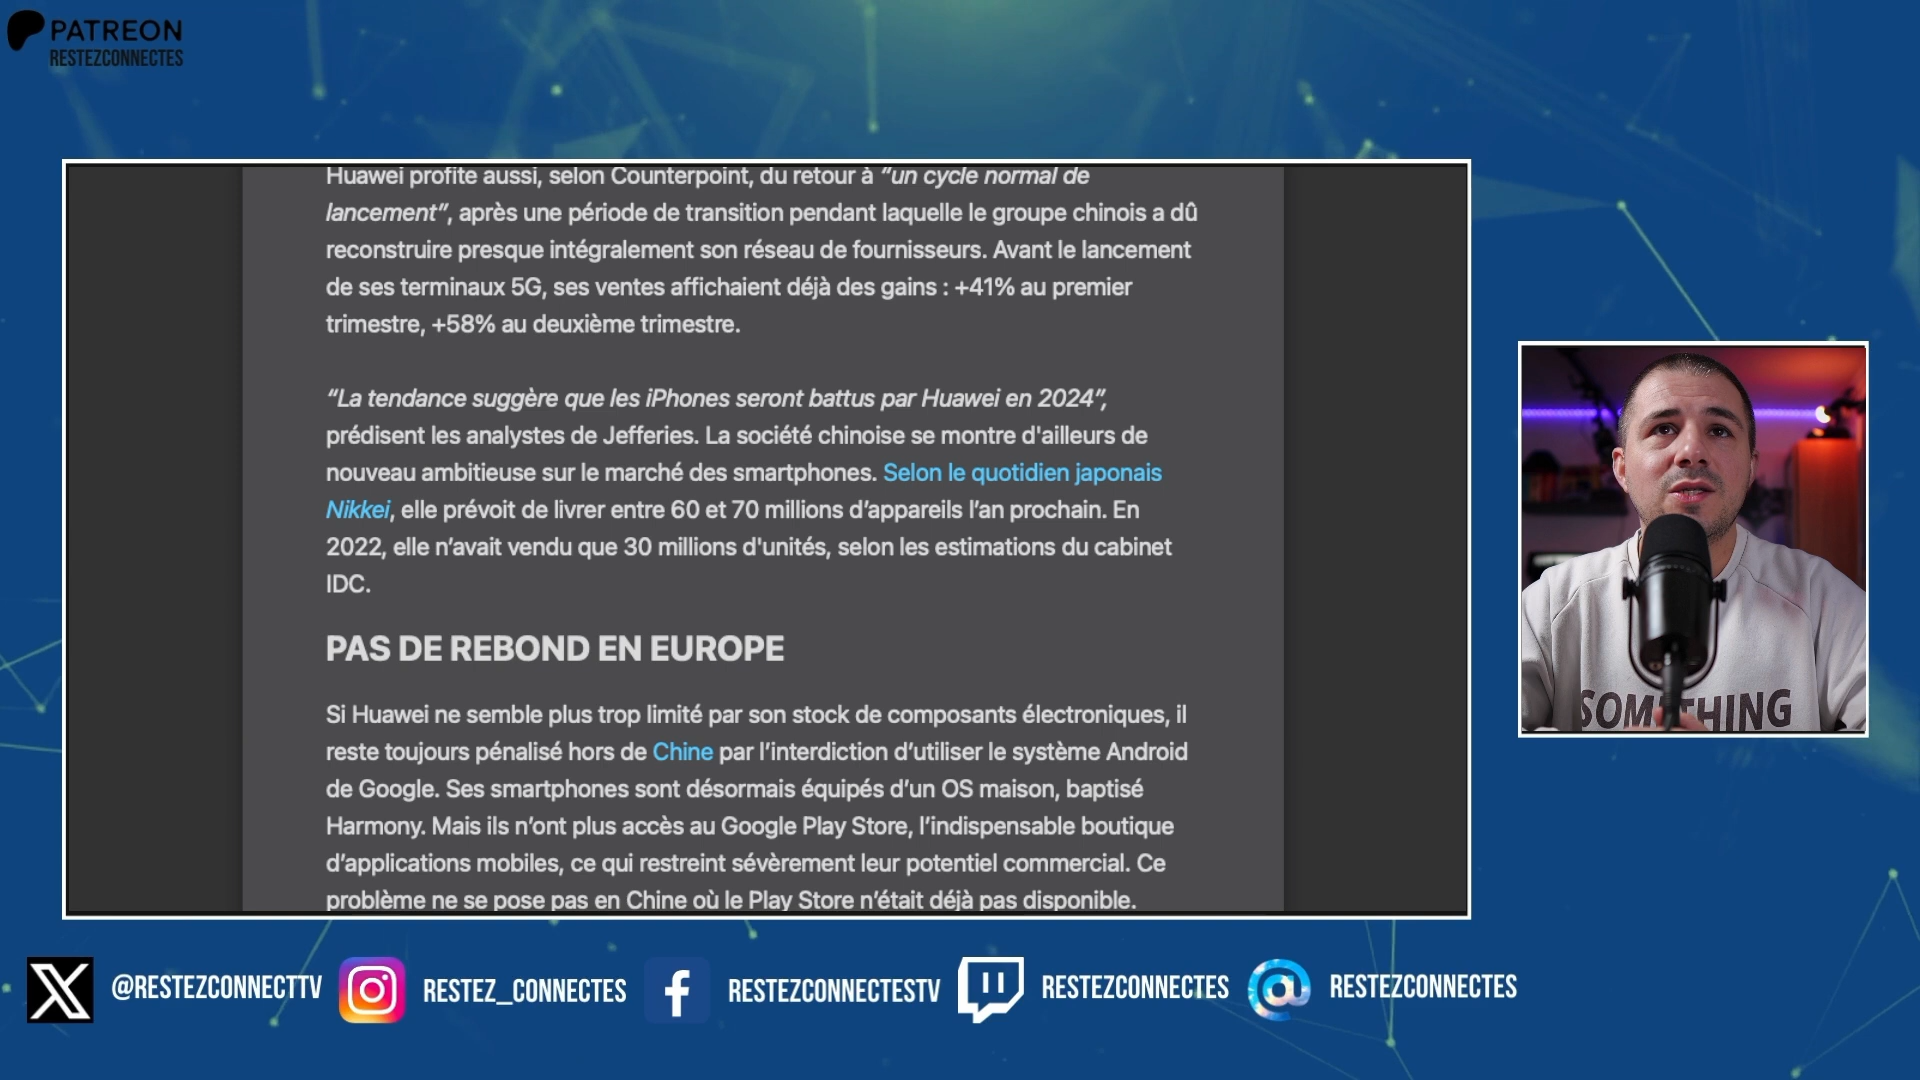 PATREON
RESTEZCONNECTES
Huawei profite aussi, selon Counterpoint, du retour à “un cycle normal de
lancement”, après une période de transition pendant laquelle le groupe chinois a dû
reconstruire presque intégralement son réseau de fournisseurs. Avant le lancement
de ses terminaux 5G, ses ventes affichaient déjà des gains : +41% au premier
trimestre, +58% au deuxième trimestre.
“La tendance suggère que les iPhones seront battus par Huawei en 2024”,
prédisent les analystes de Jefferies. La société chinoise se montre d'ailleurs de
nouveau ambitieuse sur le marché des smartphones. Selon le quotidien japonais
Nikkei, elle prévoit de livrer entre 60 et 70 millions d’appareils l’an prochain. En
2022, elle n’avait vendu que 30 millions d'unités, selon les estimations du cabinet
IDC.
PAS DE REBOND EN EUROPE
Si Huawei ne semble plus trop limité par son stock de composants électroniques, il
reste toujours pénalisé hors de Chine par l’interdiction d’utiliser le système Android
de Google. Ses smartphones sont désormais équipés d’un OS maison, baptisé
Harmony. Mais ils n’ont plus accès au Google Play Store, l’indispensable boutique
d’applications mobiles, ce qui restreint sévèrement leur potentiel commercial. Ce
problème ne se pose pas en Chine où le Play Store n’était déjà pas disponible.
SOMETHING
@RESTEZCONNECTTV
RESTEZ_CONNECTES
RESTEZCONNECTESTV
RESTEZCONNECTES
RESTEZCONNECTES